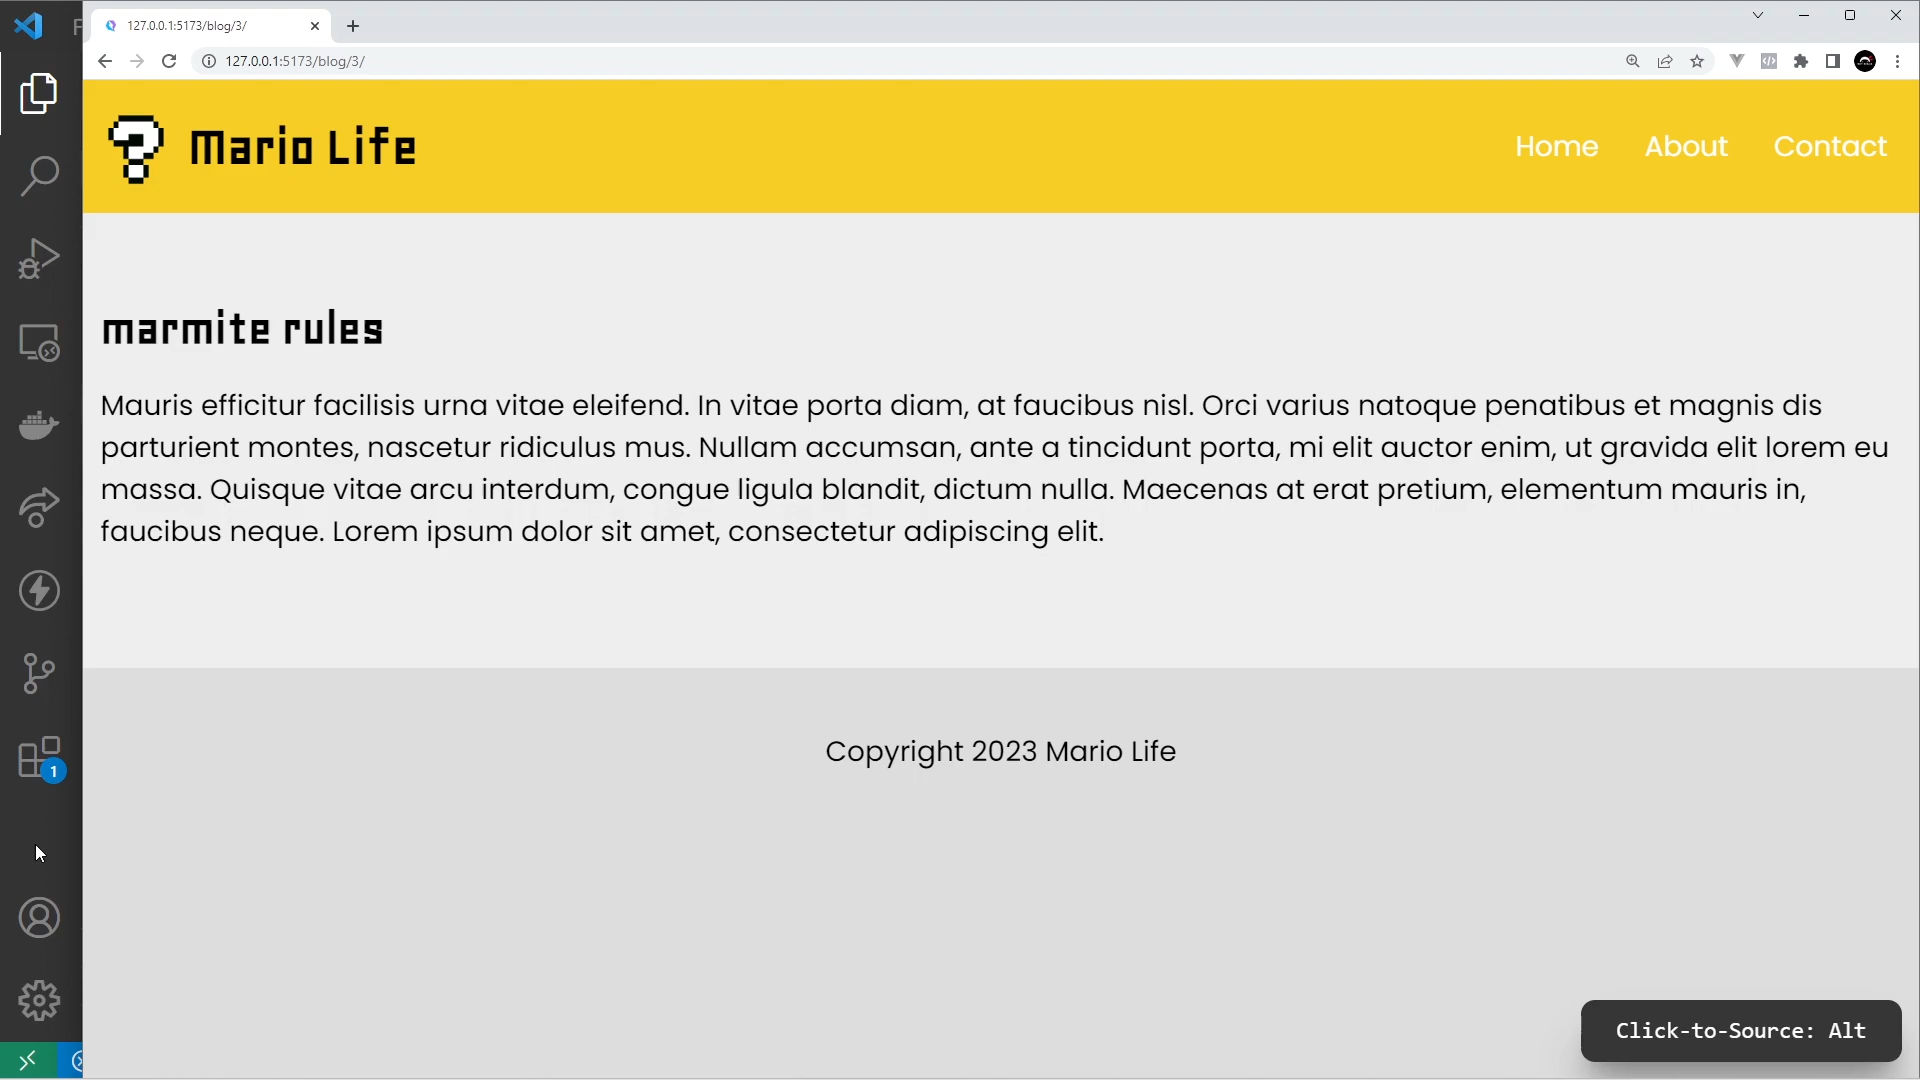 127.0.0.1:5173/blog/3/
127.0.0.1:5173/blog/3/
Mario Life
Home
About
Contact
marmite rules
Mauris efficitur facilisis urna vitae eleifend. In vitae porta diam, at faucibus nisl. Orci varius natoque penatibus et magnis dis
parturient montes, nascetur ridiculus mus. Nullam accumsan, ante a tincidunt porta, mi elit auctor enim, ut gravida elit lorem eu
massa. Quisque vitae arcu interdum, congue ligula blandit, dictum nulla. Maecenas at erat pretium, elementum mauris in,
faucibus neque. Lorem ipsum dolor sit amet, consectetur adipiscing elit.
1
Copyright 2023 Mario Life
Click-to-Source: Alt